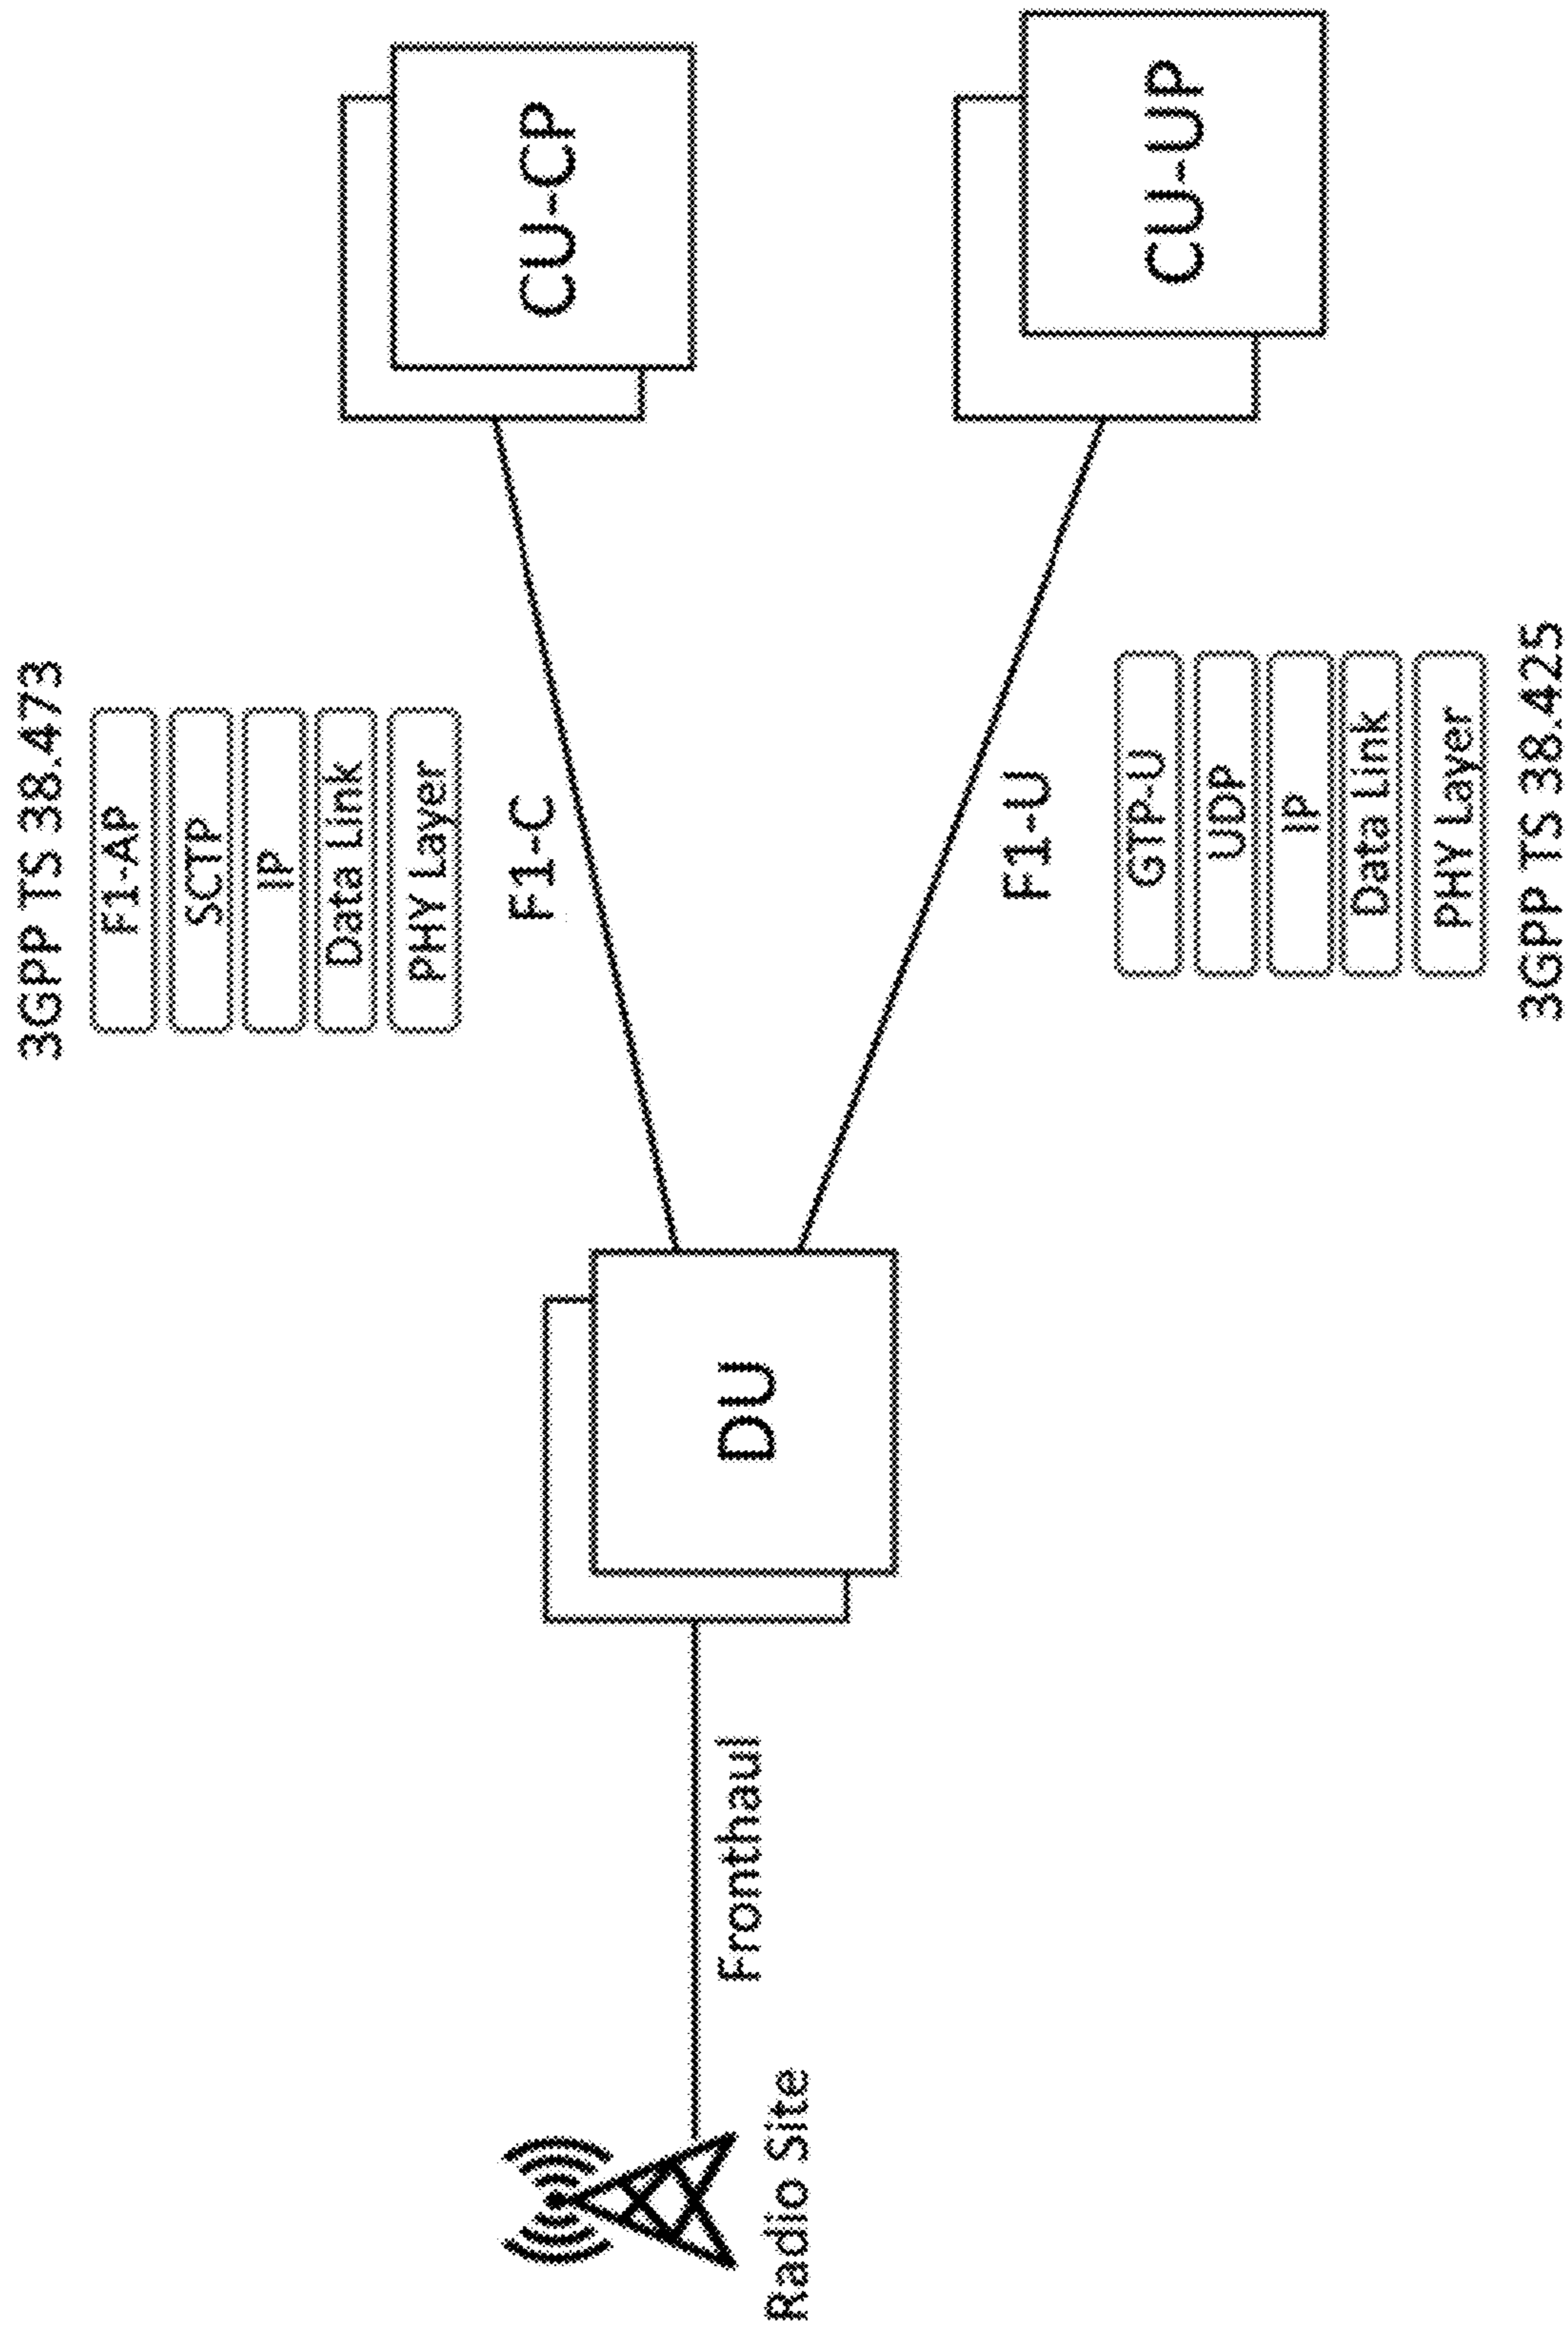 3GPP TS 38.473
F1-AP
SCTP
IP
Data Link
PHY Layer
F1-C
CU-CP
Radio Site
Fronthaul
DU
F1-U
CU-UP
GTP-U
UDP
IP
Data Link
PHY Layer
3GPP TS 38.425